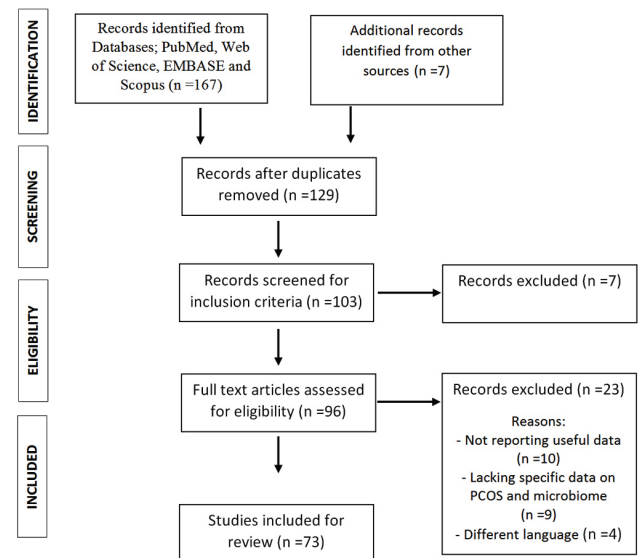 IDENTIFICATION
Records identified from
Databases; PubMed, Web
of Science, EMBASE and
Scopus (n =167)
Additional records
identified from other
sources (n =7)
SCREENING
Records after duplicates
removed (n =129)
Records screened for
inclusion criteria (n =103)
Records excluded (n =7)
ELIGIBILITY
Full text articles assessed
for eligibility (n =96)
Records excluded (n =23)
Reasons:
- Not reporting useful data
(n =10)
- Lacking specific data on
PCOS and microbiome
(n =9)
- Different language (n =4)
INCLUDED
Studies included for
review (n =73)